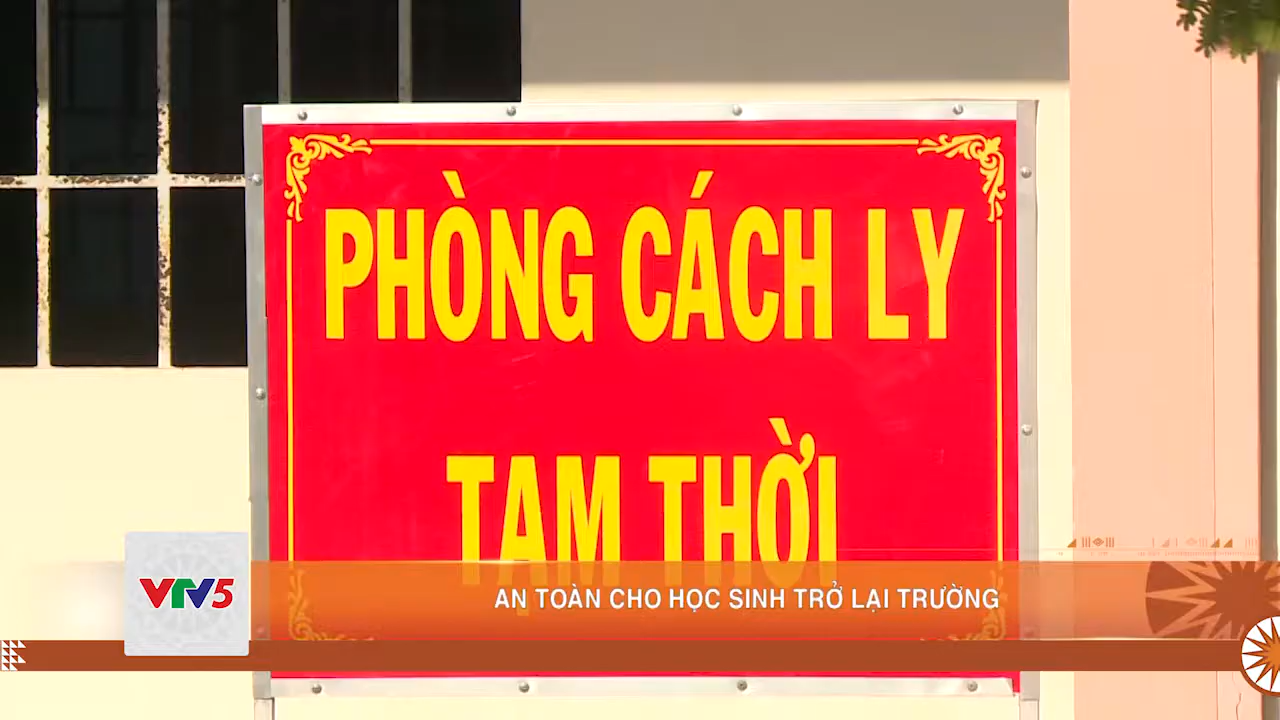 PHÒNG CÁCH LY
TẠM THỜI
VTV5
AN TOÀN CHO HỌC SINH TRỞ LẠI TRƯỜNG